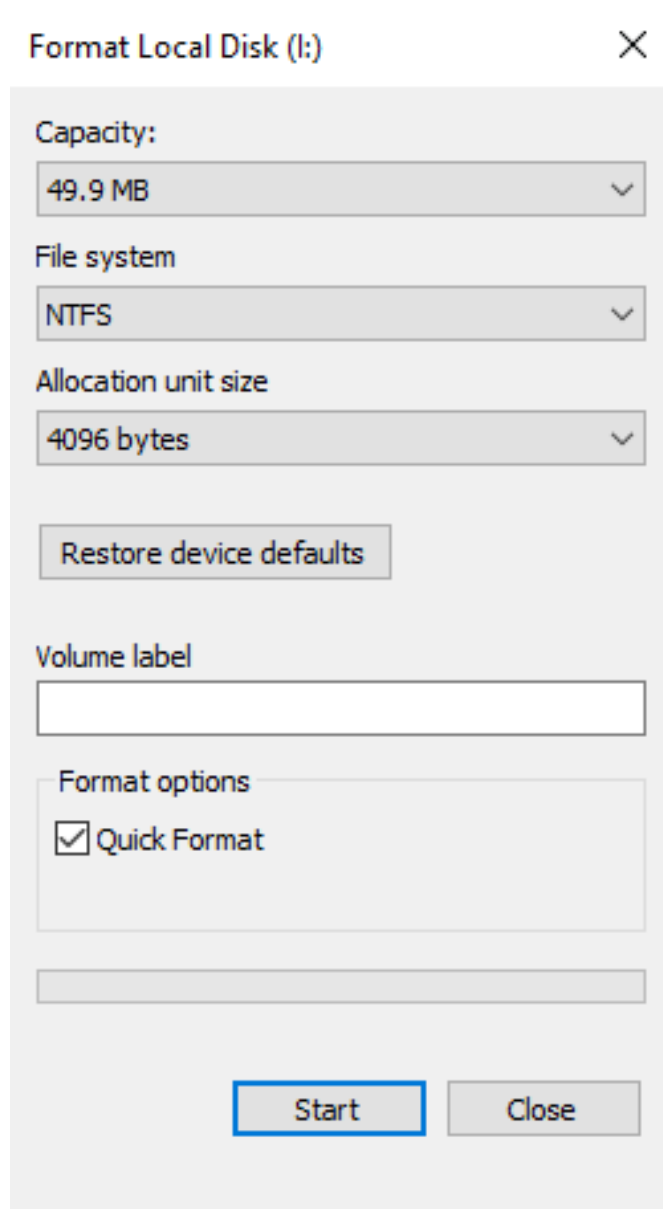 Format Local Disk (I:)
Capacity:
49.9 MB
File system
NTFS
Allocation unit size
4096 bytes
Restore device defaults
Volume label
Format options
Quick Format
Start
Close